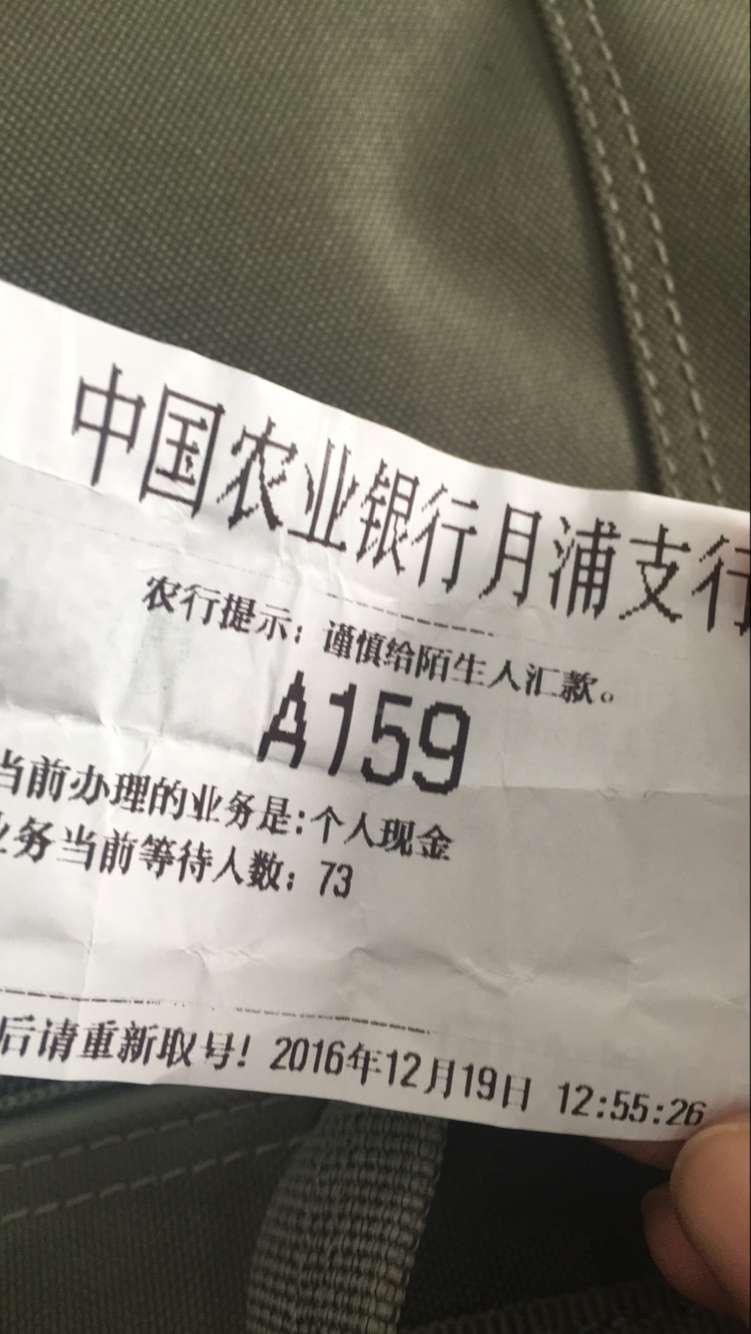 中国农业银行月浦支行
农行提示：谨慎给陌生人汇款。
A159
当前办理的业务是:个人现金
业务当前等待人数：73
后请重新取号！2016年12月19日 12:55:26